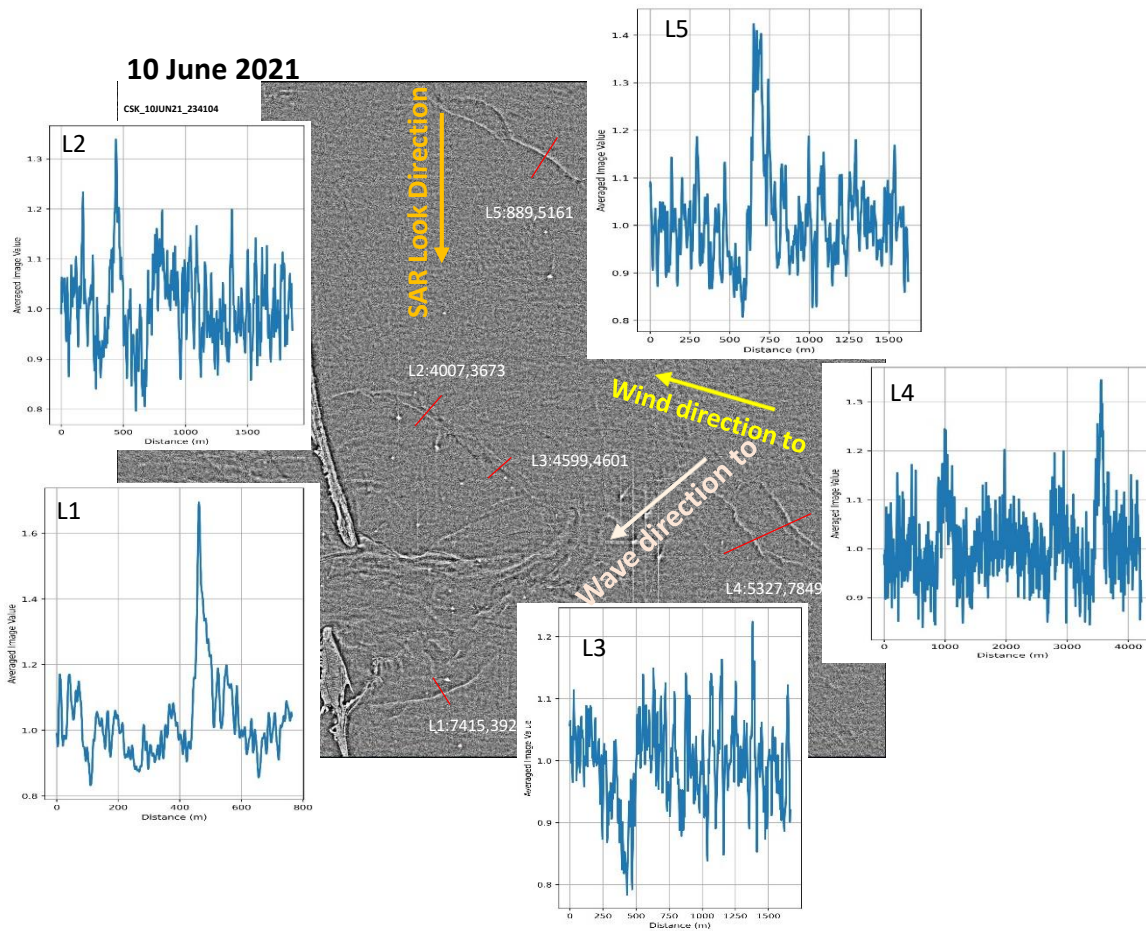 10 June 2021
CSK_10JUN21_234104
SAR Look Direction
Wind direction to
Wave direction to
L5:889,5161
L2:4007,3673
L3:4599,4601
L4:5327,7849
L1:7415,392
L2
Averaged Image Value
1.3
1.2
1.1
1.0
0.9
0.8
0
500
1000
1500
Distance (m)
L5
Averaged Image Value
1.4
1.3
1.2
1.1
1.0
0.9
0.8
0
250
500
750
1000
1250
1500
Distance (m)
L4
Averaged Image Value
1.3
1.2
1.1
1.0
0.9
0
1000
2000
3000
4000
Distance (m)
L1
Averaged Image Value
1.6
1.4
1.2
1.0
0.8
0
200
400
600
800
Distance (m)
L3
Averaged Image Value
1.2
1.1
1.0
0.9
0.8
0
250
500
750
1000
1250
1500
Distance (m)